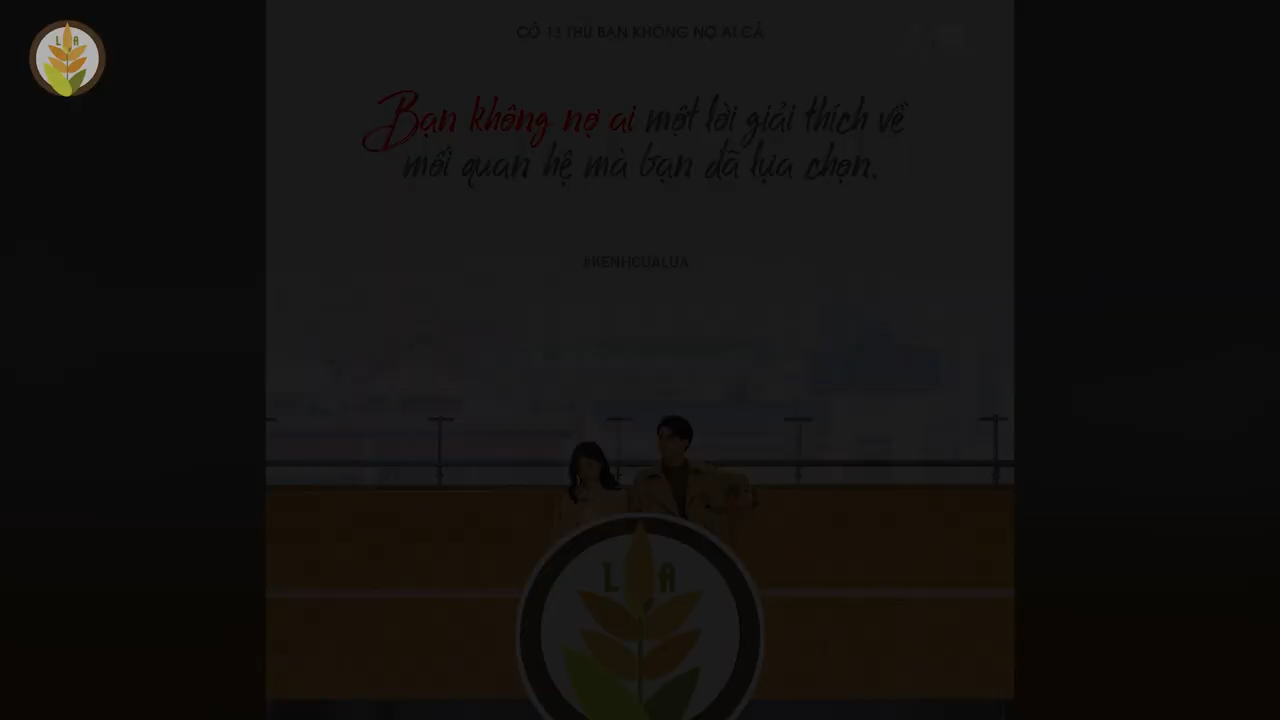 L A
CÓ 13 THỨ BẠN KHÔNG NỢ AI CẢ
Bạn không nợ ai một lời giải thích về
mối quan hệ mà bạn đã lựa chọn.
#KENHCUALUA
L A